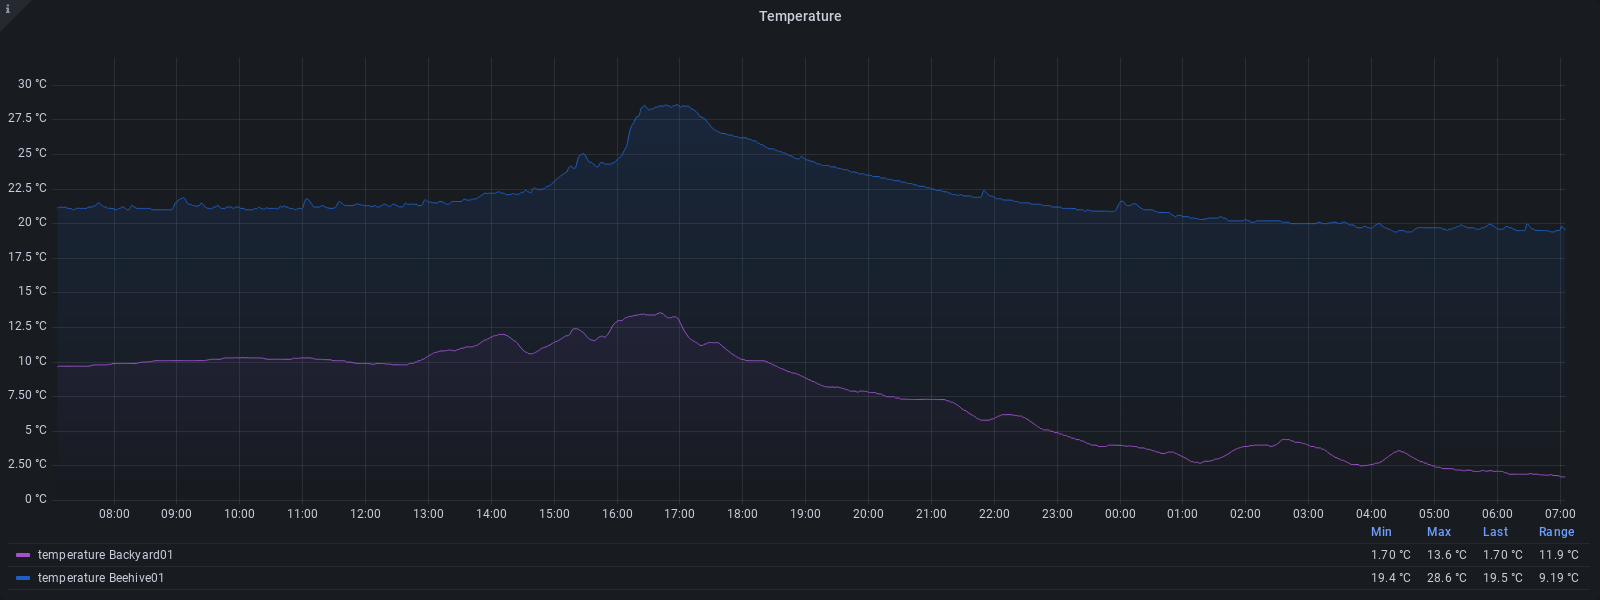 i
Temperature
30 °C
27.5 °C
25 °C
22.5 °C
20 °C
17.5 °C
15 °C
12.5 °C
10 °C
7.50 °C
5 °C
2.50 °C
0 °C
08:00 09:00 10:00 11:00 12:00 13:00 14:00 15:00 16:00 17:00 18:00 19:00 20:00 21:00 22:00 23:00 00:00 01:00 02:00 03:00 04:00 05:00 06:00 07:00
Min Max Last Range
temperature Backyard01 1.70 °C 13.6 °C 1.70 °C 11.9 °C
temperature Beehive01 19.4 °C 28.6 °C 19.5 °C 9.19 °C